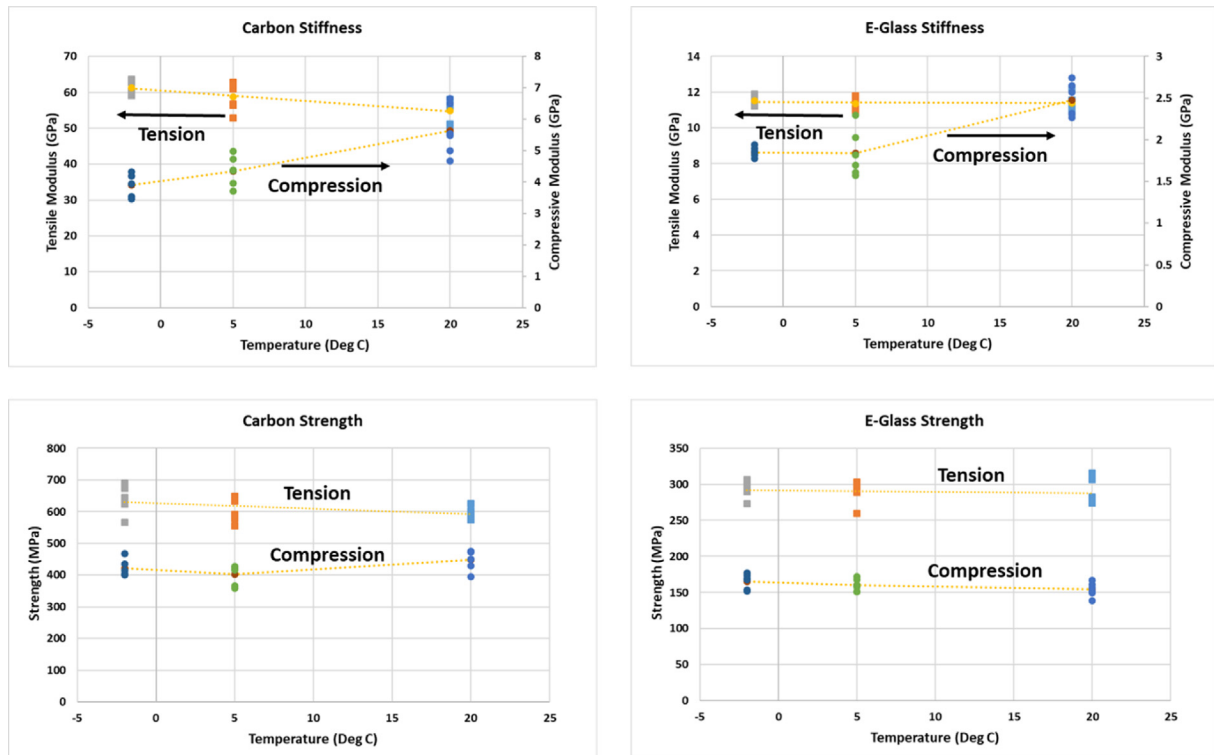 Carbon Stiffness
70
60
50
40
30
20
10
0
8
7
6
5
4
3
2
1
0
-5 0 5 10 15 20 25
Tensile Modulus (GPa)
Compressive Modulus (GPa)
Temperature (Deg C)
Tension
Compression
E-Glass Stiffness
14
12
10
8
6
4
2
0
3
2.5
2
1.5
1
0.5
0
-5 0 5 10 15 20 25
Tensile Modulus (GPa)
Compressive Modulus (GPa)
Temperature (Deg C)
Tension
Compression
Carbon Strength
800
700
600
500
400
300
200
100
0
-5 0 5 10 15 20 25
Strength (MPa)
Temperature (Deg C)
Tension
Compression
E-Glass Strength
350
300
250
200
150
100
50
0
-5 0 5 10 15 20 25
Strength (MPa)
Temperature (Deg C)
Tension
Compression